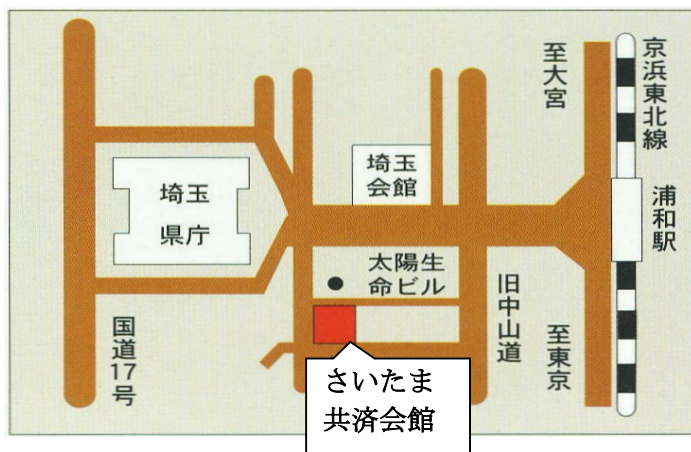 至大宮
京浜東北線
埼玉
会館
埼玉
県庁
浦和駅
太陽生
命ビル
旧中山道
国道17号
至東京
さいたま
共済会館